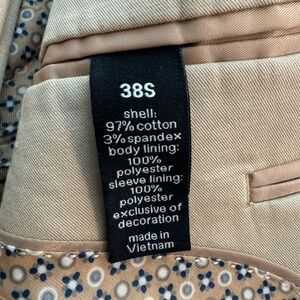 38S
shell:
97% cotton
3% spandex
body lining:
100%
polyester
sleeve lining:
100%
polyester
exclusive of
decoration
made in
Vietnam